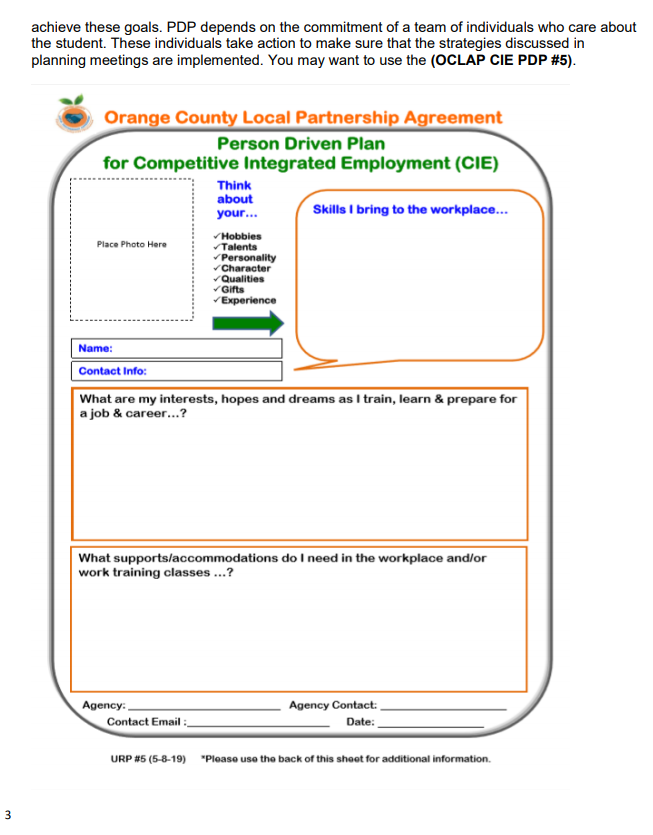 achieve these goals. PDP depends on the commitment of a team of individuals who care about
the student. These individuals take action to make sure that the strategies discussed in
planning meetings are implemented. You may want to use the (OCLAP CIE PDP #5).
Orange County Local Partnership Agreement
Person Driven Plan
for Competitive Integrated Employment (CIE)
Place Photo Here
Think
about
your...
✓Hobbies
✓Talents
✓Personality
✓Character
✓Qualities
✓Gifts
✓Experience
Skills I bring to the workplace...
Name:
Contact Info:
What are my interests, hopes and dreams as I train, learn & prepare for
a job & career...?
What supports/accommodations do I need in the workplace and/or
work training classes ...?
Agency: ____________________ Agency Contact: ____________________
Contact Email :____________________ Date: ____________________
URP #5 (5-8-19) *Please use the back of this sheet for additional information.
3